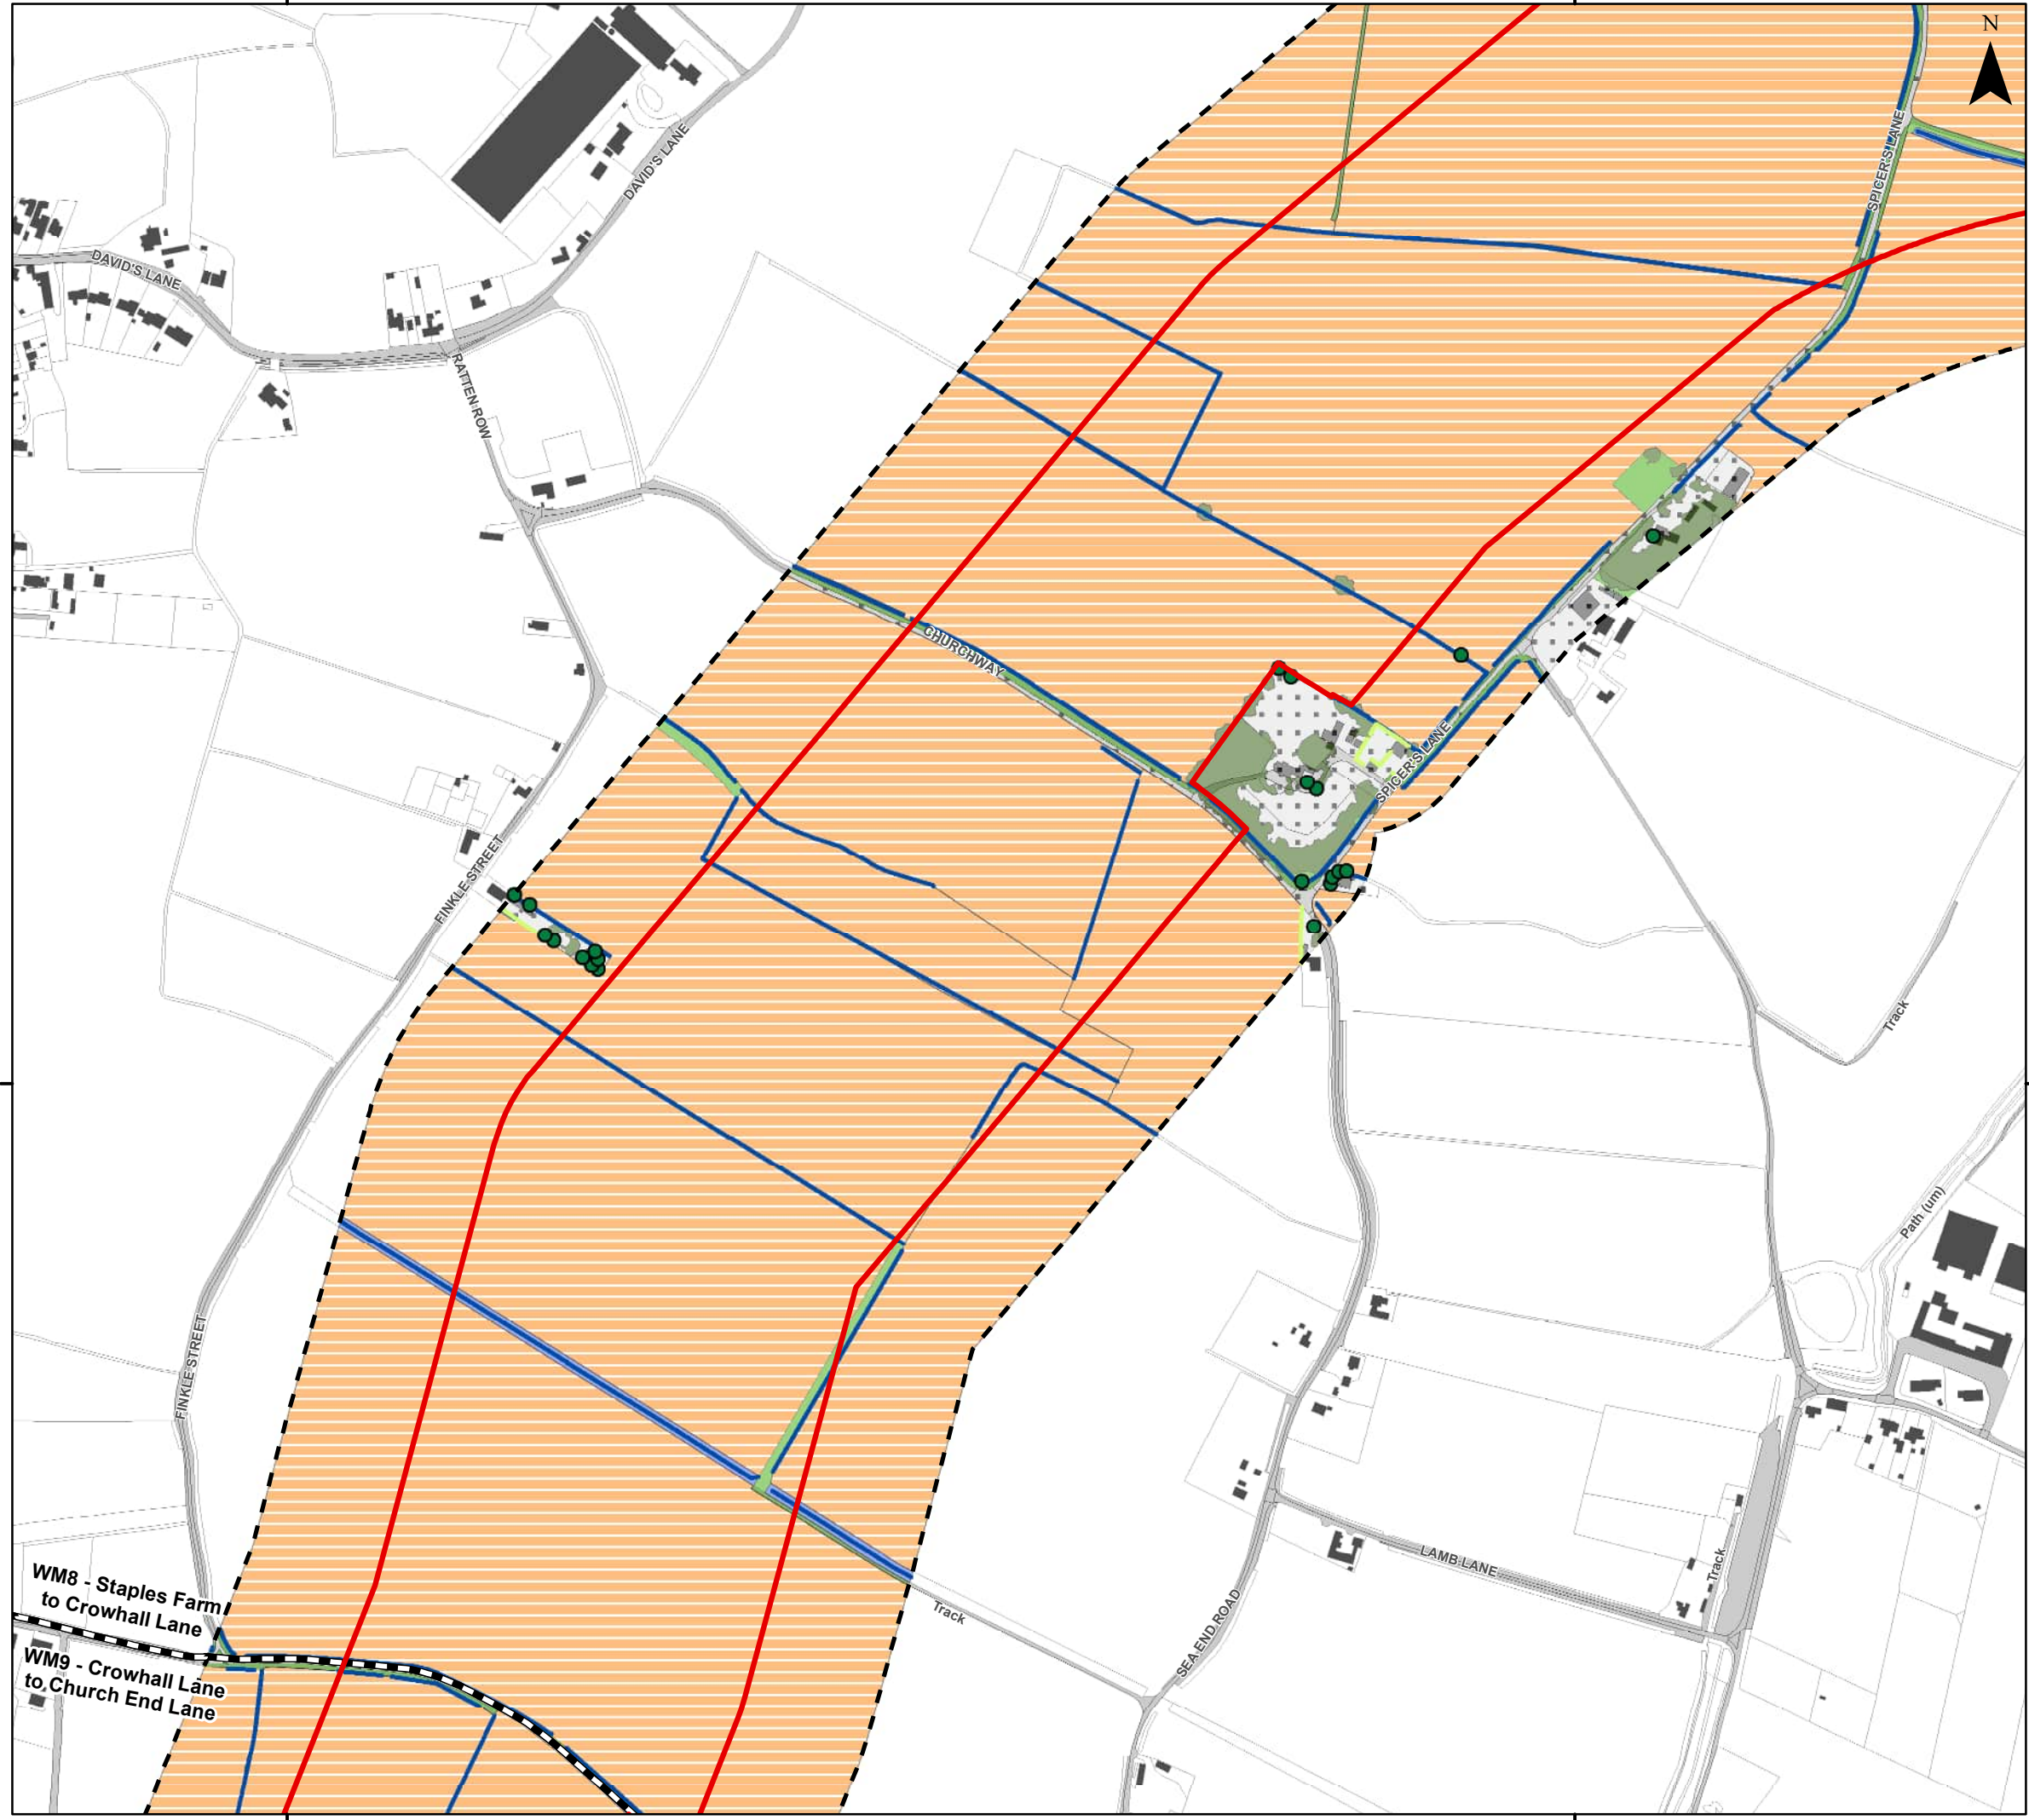 N
DAVID'S LANE
SPICER'S LANE
DAVID'S LANE
RATTEN ROW
CHURCHWAY
SPICER'S LANE
FINKLE STREET
Track
Path (um)
FINKLE STREET
LAMB LANE
Track
WM8 - Staples Farm
to Crowhall Lane
Track
SEA END ROAD
WM9 - Crowhall Lane
to Church End Lane